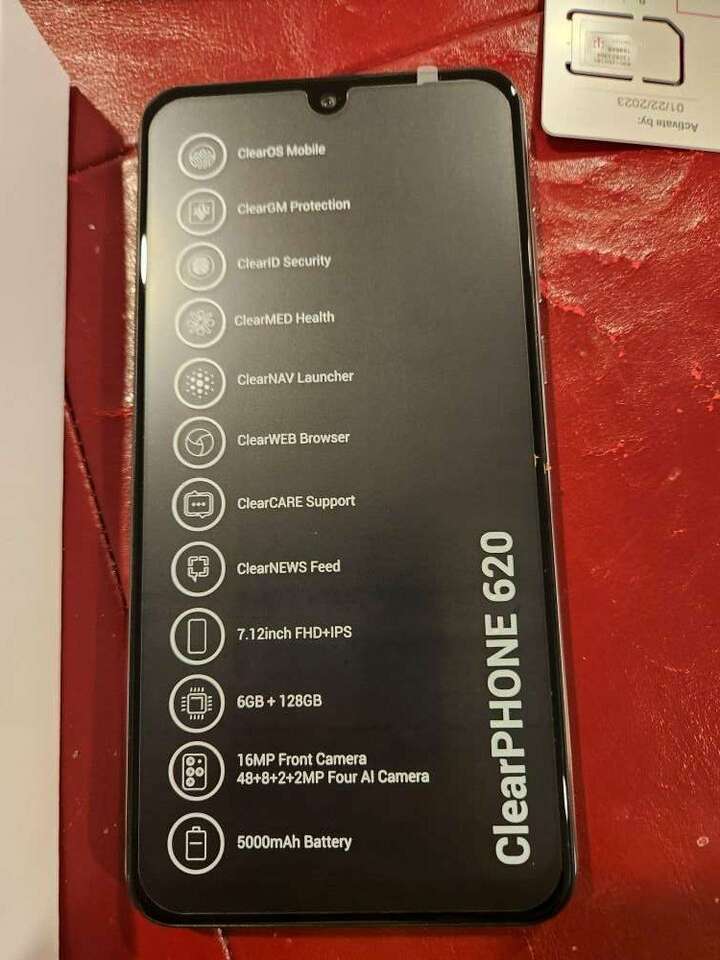 ClearOS Mobile
ClearGM Protection
ClearID Security
ClearMED Health
ClearNAV Launcher
ClearWEB Browser
ClearCARE Support
ClearNEWS Feed
7.12inch FHD+IPS
6GB + 128GB
16MP Front Camera
48+8+2+2MP Four AI Camera
5000mAh Battery
ClearPHONE 620
Activate by:
01/22/2023